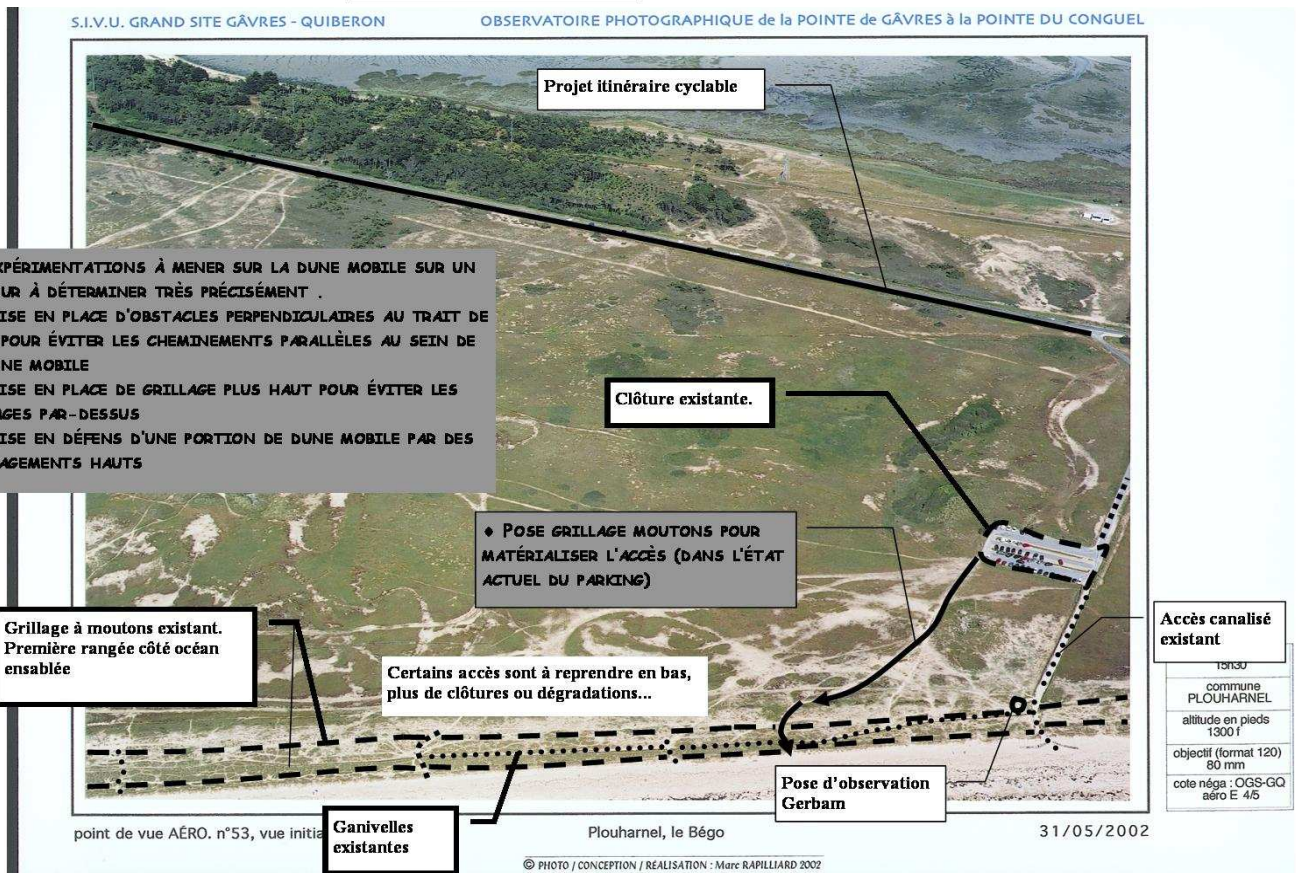 S.I.V.U. GRAND SITE GÂVRES - QUIBERON
OBSERVATOIRE PHOTOGRAPHIQUE de la POINTE de GÂVRES à la POINTE DU CONGUEL
Projet itinéraire cyclable
XPÉRIMENTATIONS À MENER SUR LA DUNE MOBILE SUR UN
UR À DÉTERMINER TRÈS PRÉCISÉMENT .
ISE EN PLACE D'OBSTACLES PERPENDICULAIRES AU TRAIT DE
POUR ÉVITER LES CHEMINEMENTS PARALLÈLES AU SEIN DE
NE MOBILE
ISE EN PLACE DE GRILLAGE PLUS HAUT POUR ÉVITER LES
AGES PAR-DESSUS
ISE EN DÉFENS D'UNE PORTION DE DUNE MOBILE PAR DES
AGEMENTS HAUTS
Clôture existante.
♦ POSE GRILLAGE MOUTONS POUR
MATÉRIALISER L'ACCÈS (DANS L'ÉTAT
ACTUEL DU PARKING)
Grillage à moutons existant.
Première rangée côté océan
ensablée
Certains accès sont à reprendre en bas,
plus de clôtures ou dégradations...
Accès canalisé
existant
15h30
commune
PLOUHARNEL
altitude en pieds
1300 f
objectif (format 120)
80 mm
cote néga : OGS-GQ
aéro E 4/5
Pose d'observation
Gerbam
Ganivelles
existantes
point de vue AÉRO. n°53, vue initia
Plouharnel, le Bégo
31/05/2002
© PHOTO / CONCEPTION / RÉALISATION : Marc RAPILLIARD 2002